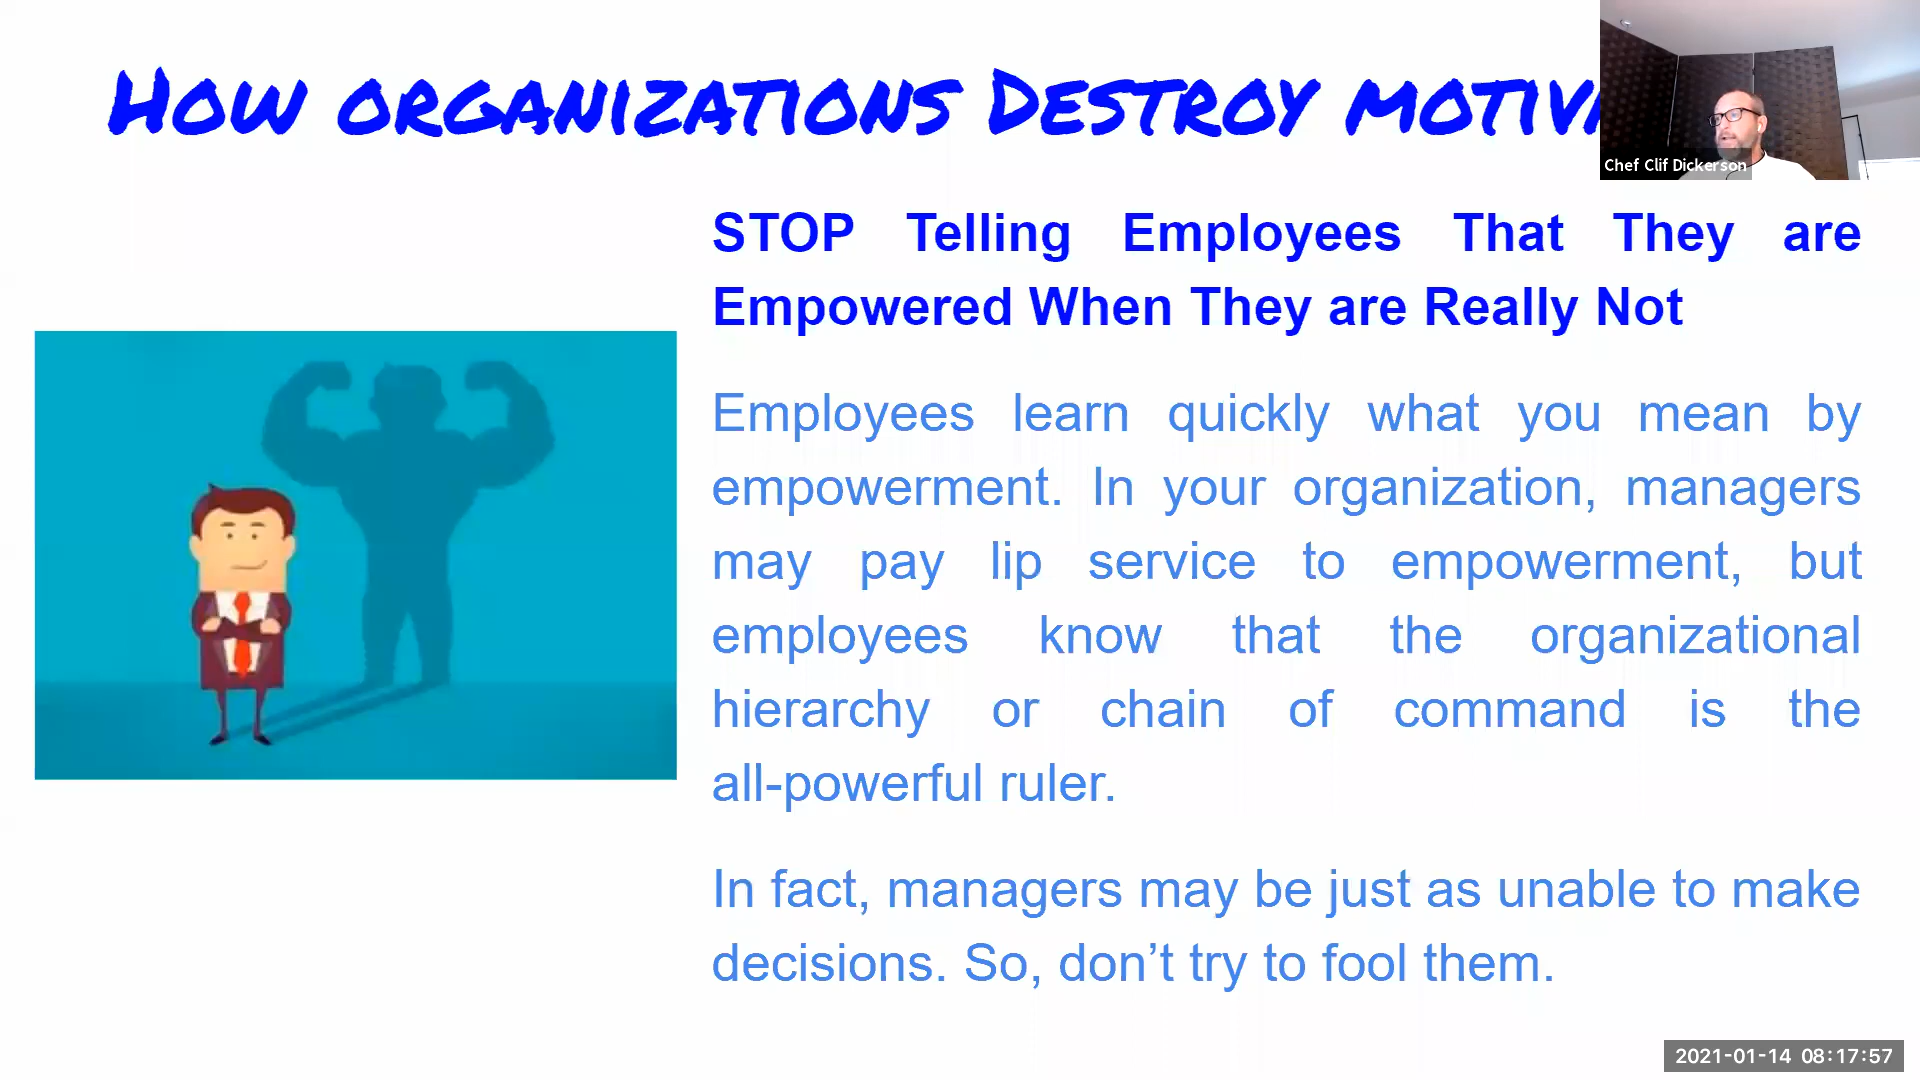 How organizations Destroy
Chef Clif Dickerson
STOP Telling Employees That They are
Empowered When They are Really Not
Employees learn quickly what you mean by
empowerment. In your organization, managers
may pay lip service to empowerment, but
employees know that the organizational
hierarchy or chain of command is the
all-powerful ruler.
In fact, managers may be just as unable to make
decisions. So, don’t try to fool them.
2021-01-14 08:17:57